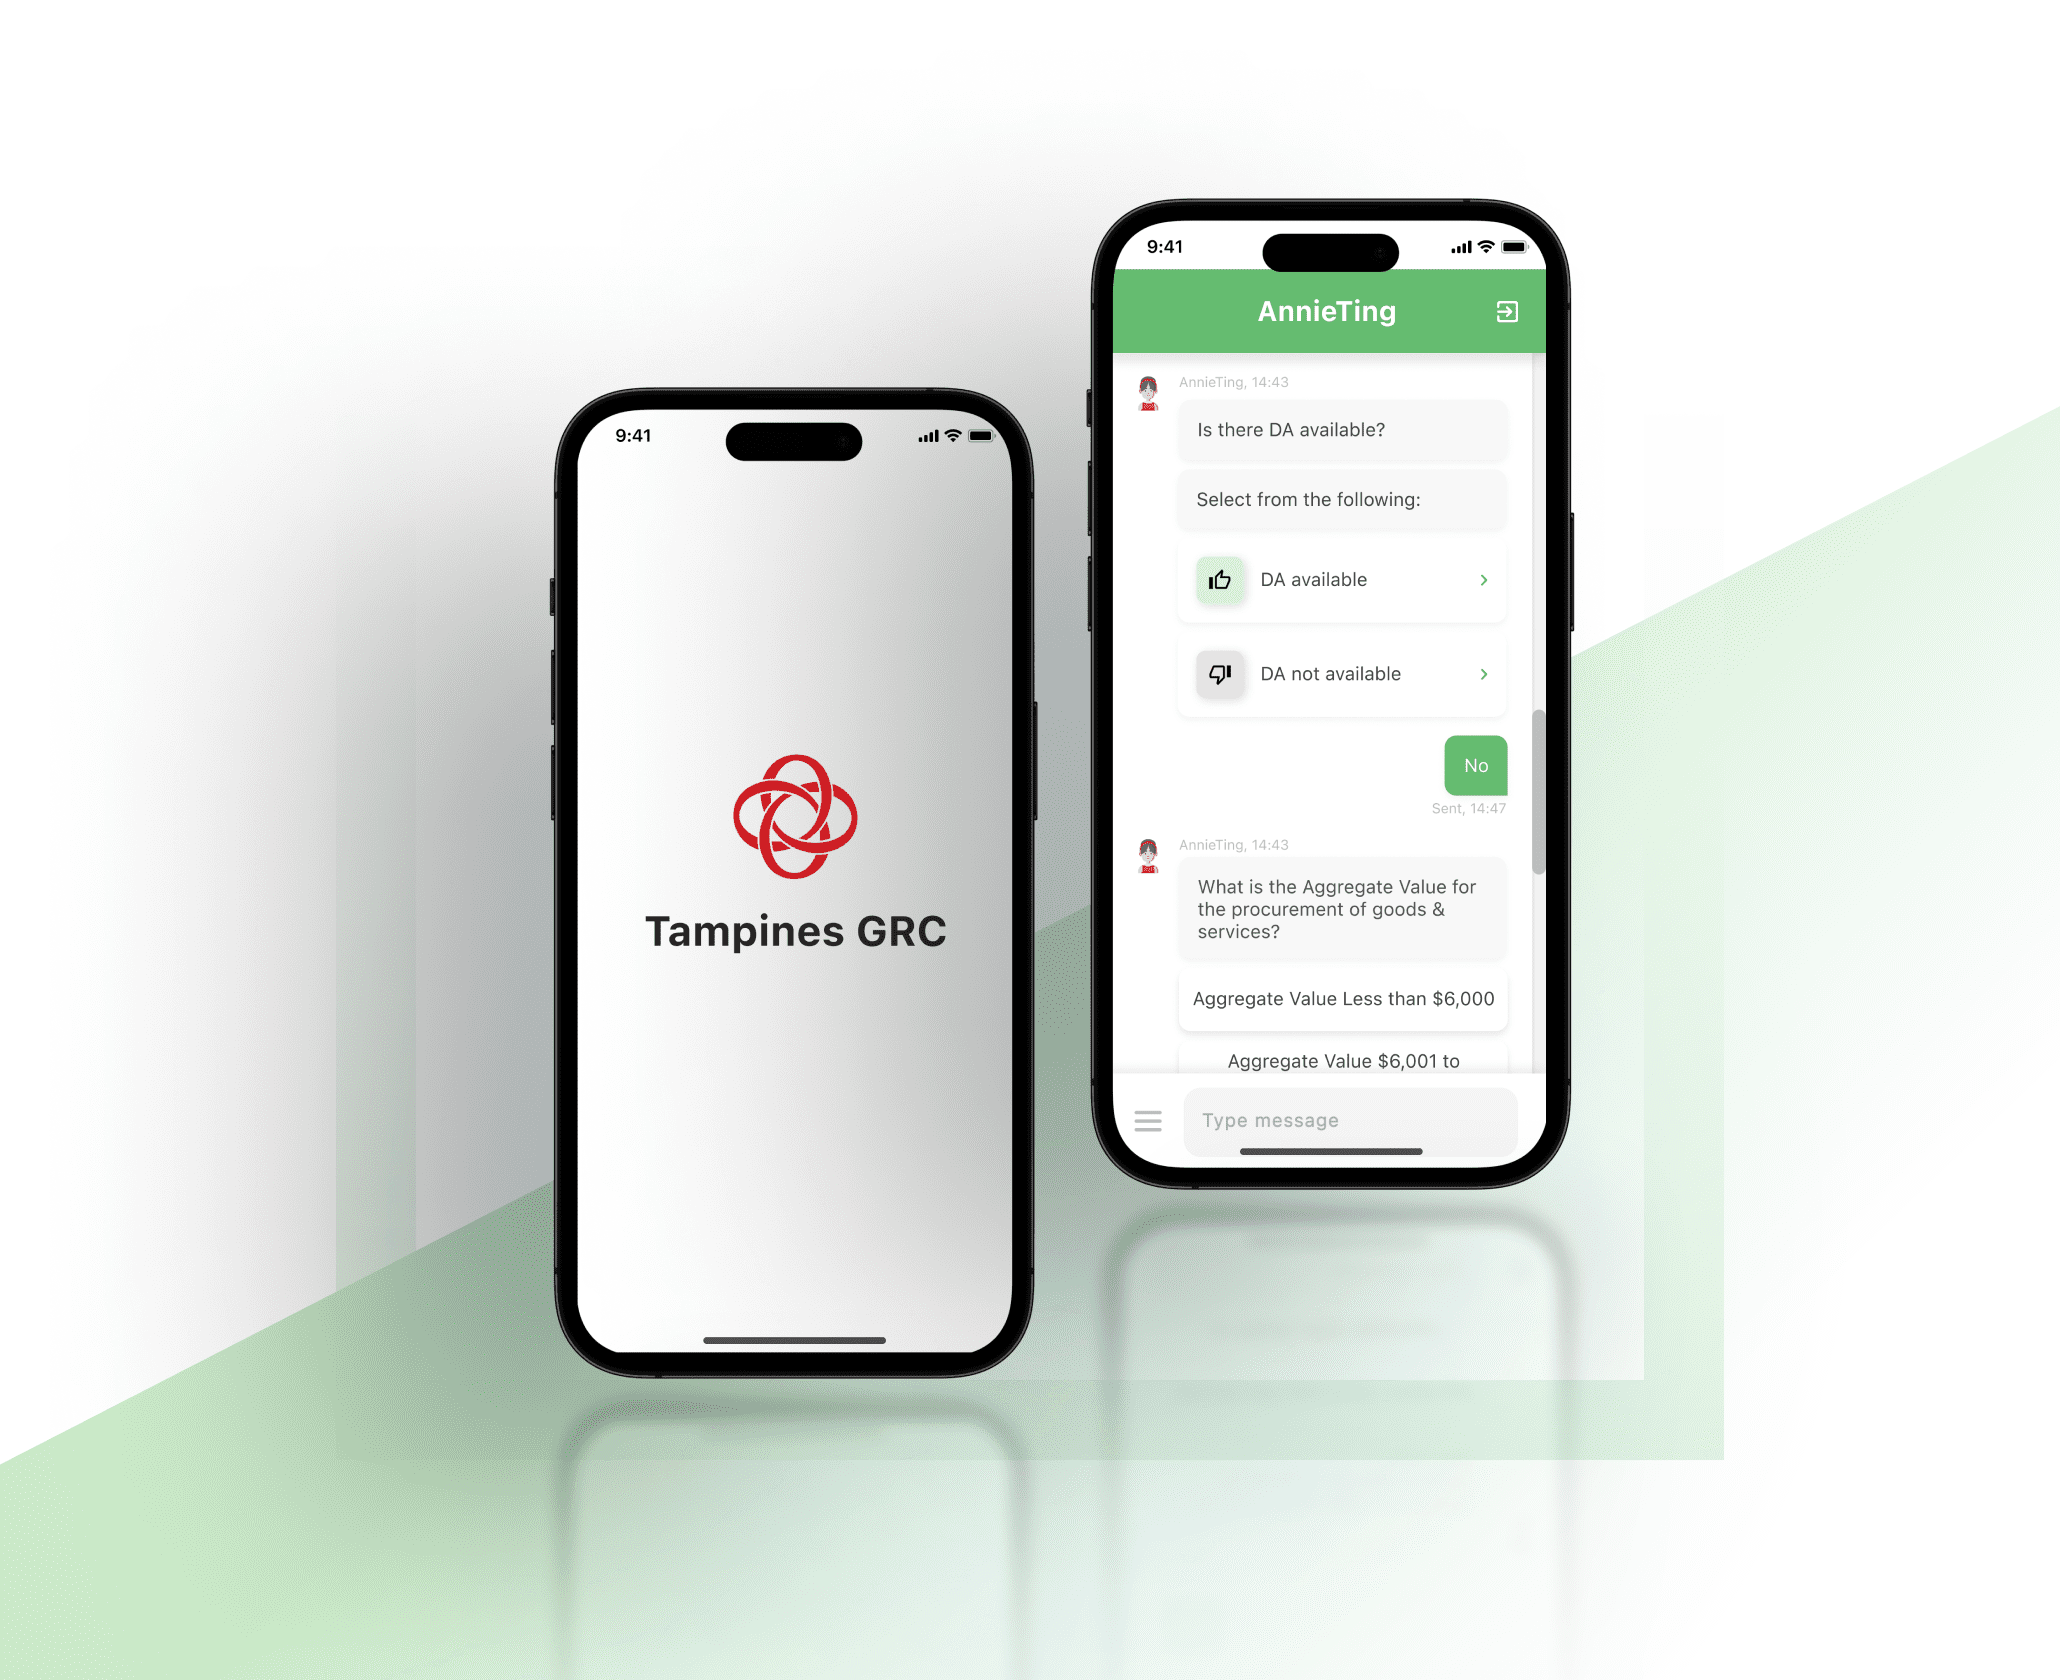 9:41
Tampines GRC
9:41
AnnieTing
AnnieTing, 14:43
Is there DA available?
Select from the following:
DA available
DA not available
No
Sent, 14:47
AnnieTing, 14:43
What is the Aggregate Value for
the procurement of goods &
services?
Aggregate Value Less than $6,000
Aggregate Value $6,001 to
Type message